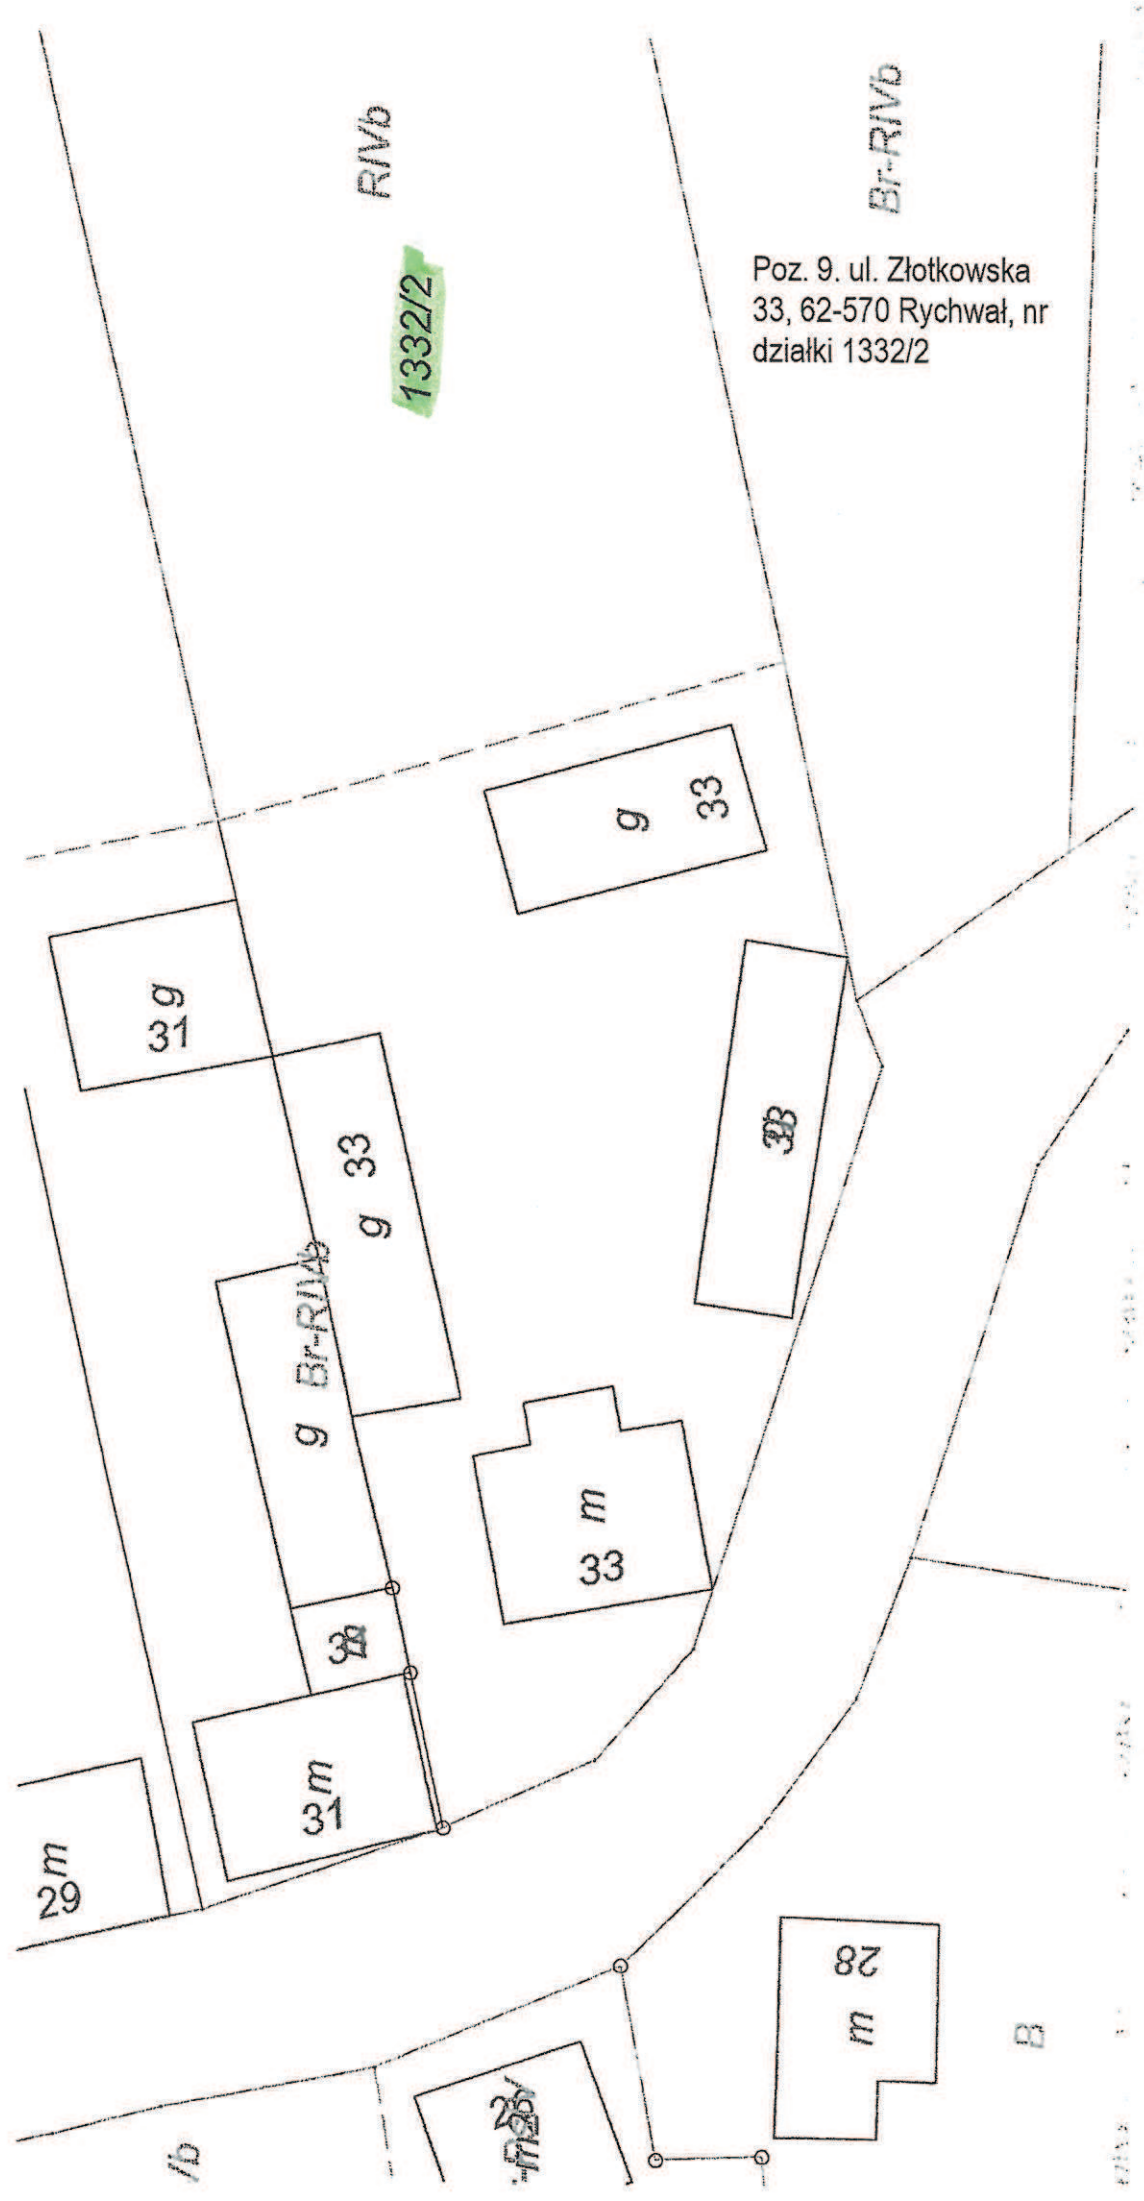 RIVb
Br-RIVb
1332/2
Poz. 9. ul. Złotkowska
33, 62-570 Rychwał, nr
działki 1332/2
g
33
g
31
33
g
g Br-RIVb
m
33
m
31
m
29
28
m
B